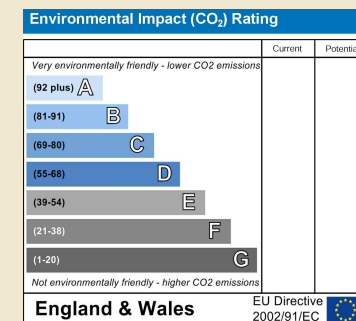 Environmental Impact (CO₂) Rating
Current Potentia
Very environmentally friendly - lower CO2 emissions
(92 plus) A
(81-91) B
(69-80) C
(55-68) D
(39-54) E
(21-38) F
(1-20) G
Not environmentally friendly - higher CO2 emissions
England & Wales
EU Directive
2002/91/EC